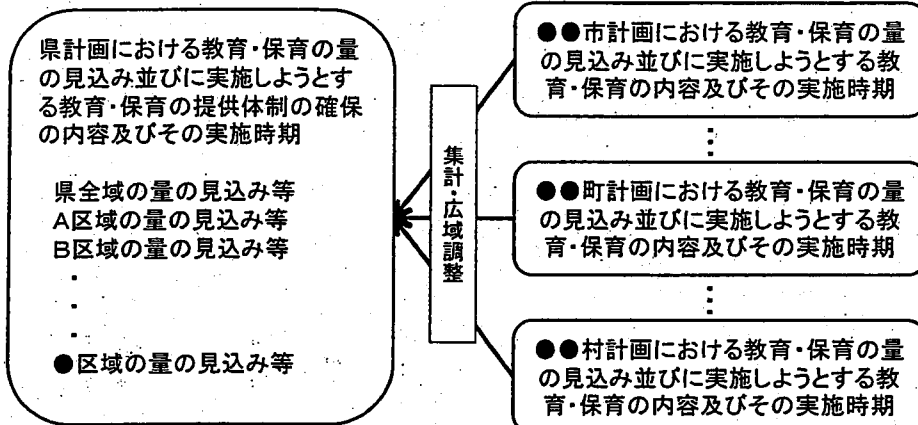 県計画における教育・保育の量
の見込み並びに実施しようとす
る教育・保育の提供体制の確保
の内容及びその実施時期
県全域の量の見込み等
A区域の量の見込み等
B区域の量の見込み等
・
・
・
●区域の量の見込み等
集計・広域調整
●●市計画における教育・保育の量
の見込み並びに実施しようとする教
育・保育の内容及びその実施時期
⋮
●●町計画における教育・保育の量
の見込み並びに実施しようとする教
育・保育の内容及びその実施時期
⋮
●●村計画における教育・保育の量
の見込み並びに実施しようとする教
育・保育の内容及びその実施時期